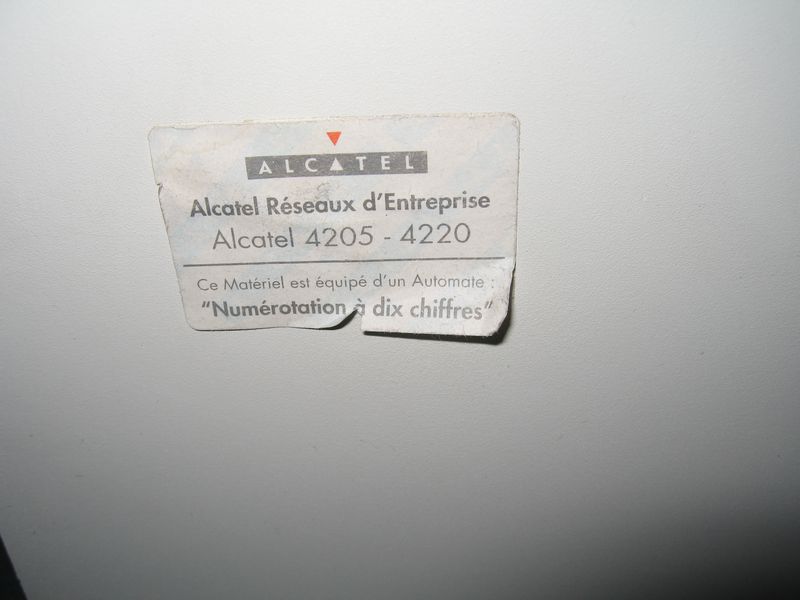 ALCATEL
Alcatel Réseaux d'Entreprise
Alcatel 4205 - 4220
Ce Matériel est équipé d'un Automate :
"Numérotation à dix chiffres"